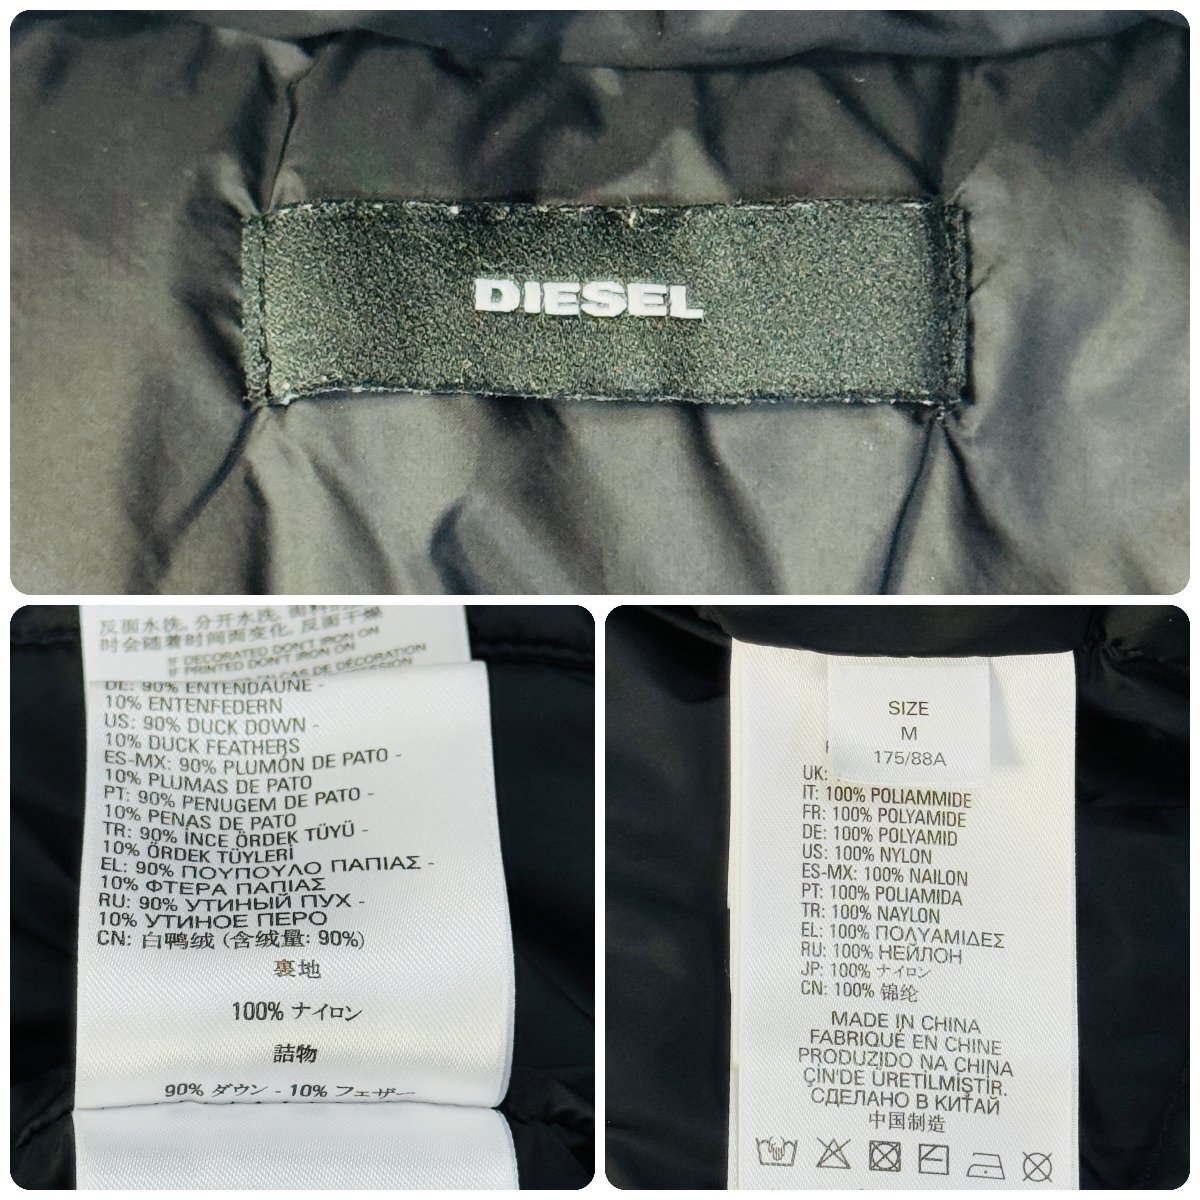 DIESEL
反面水洗, 分开水洗,
时会随着时间而变化, 反面干燥
IF DECORATED DON'T IRON ON
IF PRINTED DON'T IRON ON
DE: 90% ENTENDAUNE -
10% ENTENFEDERN
US: 90% DUCK DOWN -
10% DUCK FEATHERS
ES-MX: 90% PLUMÓN DE PATO -
10% PLUMAS DE PATO
PT: 90% PENUGEM DE PATO -
10% PENAS DE PATO
TR: 90% İNCE ÖRDEK TÜYÜ -
10% ÖRDEK TÜYLERİ
EL: 90% ΠΟΥΠΟΥΛΟ ΠΑΠΙΑΣ -
10% ΦΤΕΡΑ ΠΑΠΙΑΣ
RU: 90% УТИНЫЙ ПУХ -
10% УТИНОЕ ПЕРО
CN: 白鸭绒 (含绒量: 90%)
裏地
100% ナイロン
詰物
90% ダウン - 10% フェザー
SIZE
M
175/88A
UK:
IT: 100% POLIAMMIDE
FR: 100% POLYAMIDE
DE: 100% POLYAMID
US: 100% NYLON
ES-MX: 100% NAILON
PT: 100% POLIAMIDA
TR: 100% NAYLON
EL: 100% ΠΟΛΥΑΜΙΔΕΣ
RU: 100% НЕЙЛОН
JP: 100% ナイロン
CN: 100% 锦纶
MADE IN CHINA
FABRIQUÉ EN CHINE
PRODUZIDO NA CHINA
ÇİN'DE ÜRETİLMİŞTİR.
СДЕЛАНО В КИТАЙ
中国制造